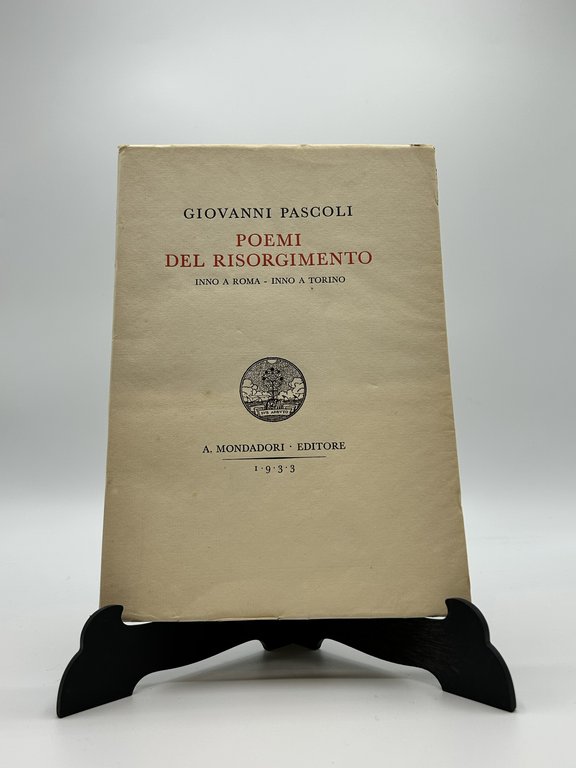 GIOVANNI PASCOLI
POEMI
DEL RISORGIMENTO
INNO A ROMA - INNO A TORINO
A. MONDADORI · EDITORE
1·9·3·3